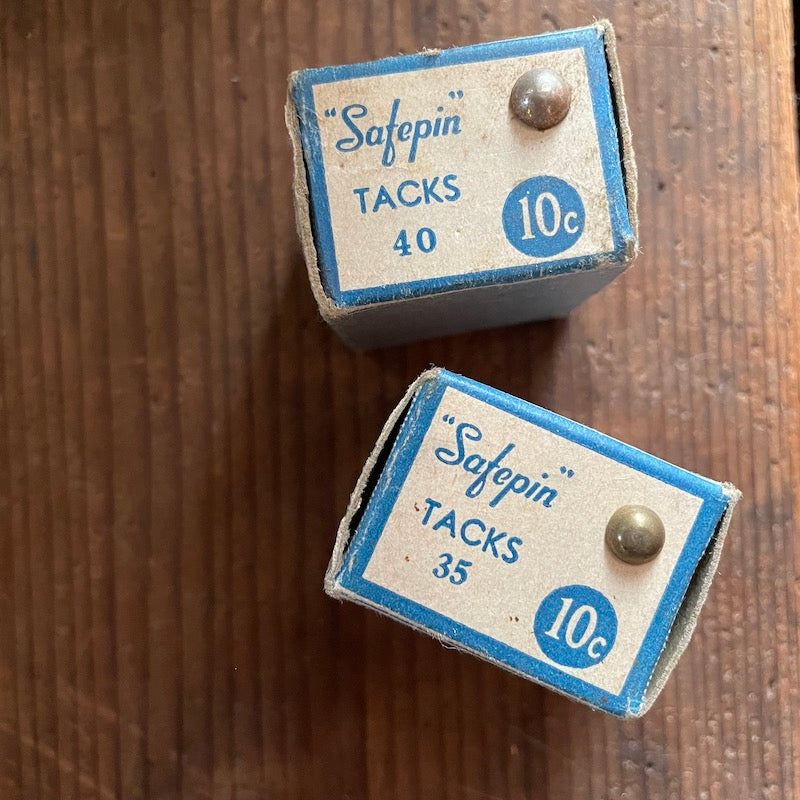 "Safepin"
TACKS
40
10c
"Safepin"
TACKS
35
10c